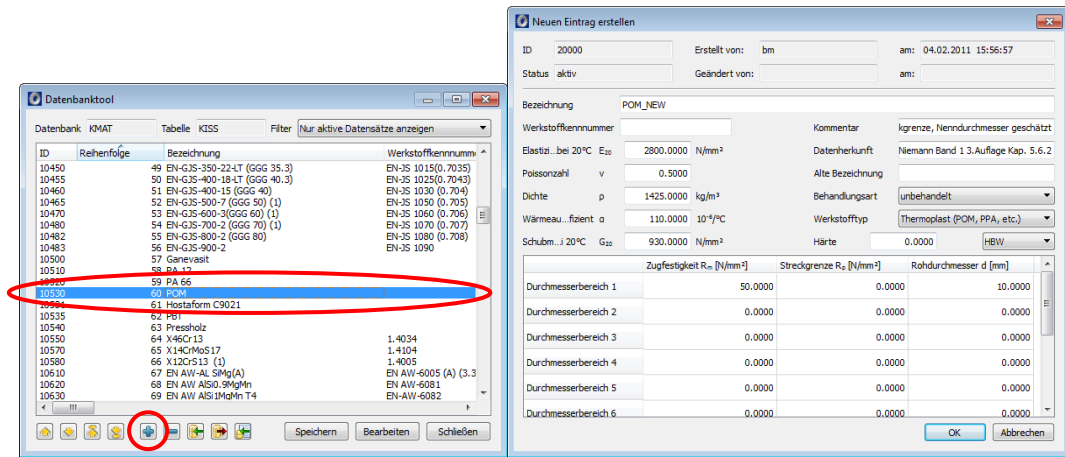 Datenbanktool
Datenbank KMAT Tabelle KISS Filter Nur aktive Datensätze anzeigen
ID Reihenfolge Bezeichnung Werkstoffkennnumm
10450 49 EN-GJS-350-22-LT (GGG 35.3) EN-JS 1015(0.7035)
10455 50 EN-GJS-400-18-LT (GGG 40.3) EN-JS 1025(0.7043)
10460 51 EN-GJS-400-15 (GGG 40) EN-JS 1030 (0.704)
10465 52 EN-GJS-500-7 (GGG 50) (1) EN-JS 1050 (0.705)
10470 53 EN-GJS-600-3(GGG 60) (1) EN-JS 1060 (0.706)
10480 54 EN-GJS-700-2 (GGG 70) (1) EN-JS 1070 (0.707)
10482 55 EN-GJS-800-2 (GGG 80) EN-JS 1080 (0.708)
10483 56 EN-GJS-900-2 EN-JS 1090
10500 57 Ganevasit
10510 58 PA 12
10520 59 PA 66
10530 60 POM
61 Hostaform C9021
10535 62 PBT
10540 63 Pressholz
10550 64 X46Cr13 1.4034
10570 65 X14CrMoS17 1.4104
10580 66 X12CrS13 (1) 1.4005
10610 67 EN AW-AL SiMg(A) EN AW-6005 (A) (3.3
10620 68 EN AW AlSi0.9MgMn EN AW-6081
10630 69 EN AW AlSi1MgMn T4 EN-AW-6082
Speichern Bearbeiten Schließen
Neuen Eintrag erstellen
ID 20000 Erstellt von: bm am: 04.02.2011 15:56:57
Status aktiv Geändert von: am:
Bezeichnung POM_NEW
Werkstoffkennnummer Kommentar kgrenze, Nenndurchmesser geschätzt
Elastizi...bei 20°C E₂₀ 2800.0000 N/mm² Datenherkunft Niemann Band 1 3.Auflage Kap. 5.6.2
Poissonzahl ν 0.5000 Alte Bezeichnung
Dichte ρ 1425.0000 kg/m³ Behandlungsart unbehandelt
Wärmeau...fizient α 110.0000 10⁻⁶/°C Werkstofftyp Thermoplast (POM, PPA, etc.)
Schubm...i 20°C G₂₀ 930.0000 N/mm² Härte 0.0000 HBW
Zugfestigkeit Rₘ [N/mm²] Streckgrenze Rₚ [N/mm²] Rohdurchmesser d [mm]
Durchmesserbereich 1 50.0000 0.0000 10.0000
Durchmesserbereich 2 0.0000 0.0000 0.0000
Durchmesserbereich 3 0.0000 0.0000 0.0000
Durchmesserbereich 4 0.0000 0.0000 0.0000
Durchmesserbereich 5 0.0000 0.0000 0.0000
Durchmesserbereich 6 0.0000 0.0000 0.0000
OK Abbrechen